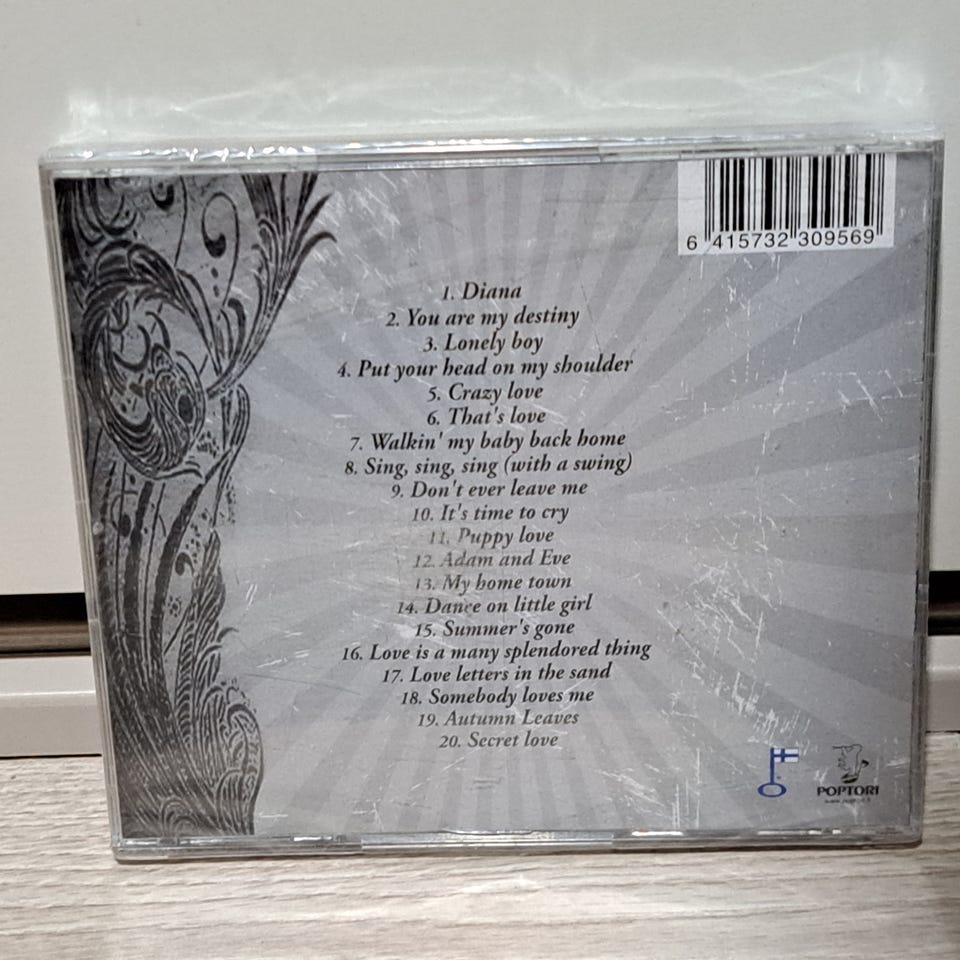 6 415732 309569
1. Diana
2. You are my destiny
3. Lonely boy
4. Put your head on my shoulder
5. Crazy love
6. That's love
7. Walkin' my baby back home
8. Sing, sing, sing (with a swing)
9. Don't ever leave me
10. It's time to cry
11. Puppy love
12. Adam and Eve
13. My home town
14. Dance on little girl
15. Summer's gone
16. Love is a many splendored thing
17. Love letters in the sand
18. Somebody loves me
19. Autumn Leaves
20. Secret love
POPTORI